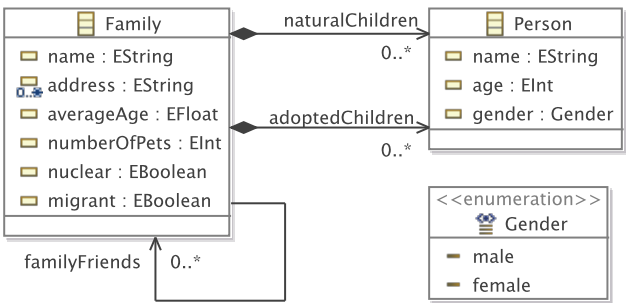 Family
name : EString
address : EString
0..*
averageAge : EFloat
numberOfPets : EInt
nuclear : EBoolean
migrant : EBoolean
naturalChildren
0..*
adoptedChildren
0..*
familyFriends
0..*
Person
name : EString
age : EInt
gender : Gender
<<enumeration>>
Gender
male
female